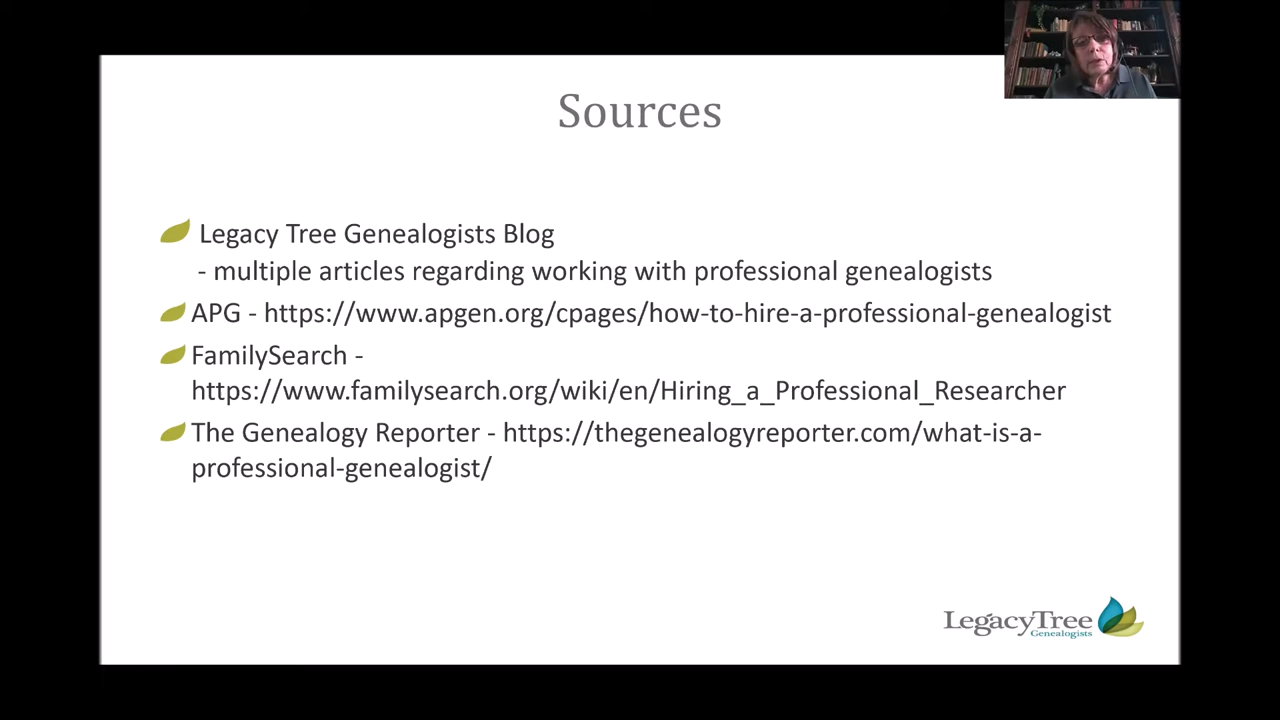 Sources
Legacy Tree Genealogists Blog
- multiple articles regarding working with professional genealogists
APG - https://www.apgen.org/cpages/how-to-hire-a-professional-genealogist
FamilySearch -
https://www.familysearch.org/wiki/en/Hiring_a_Professional_Researcher
The Genealogy Reporter - https://thegenealogyreporter.com/what-is-a-
professional-genealogist/
LegacyTree
Genealogists